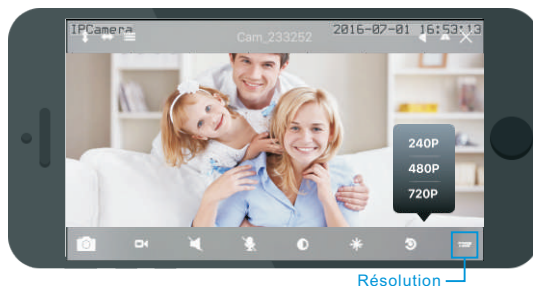 IPCamera
Cam_233252
2016-07-01 16:53:13
240P
480P
720P
Résolution